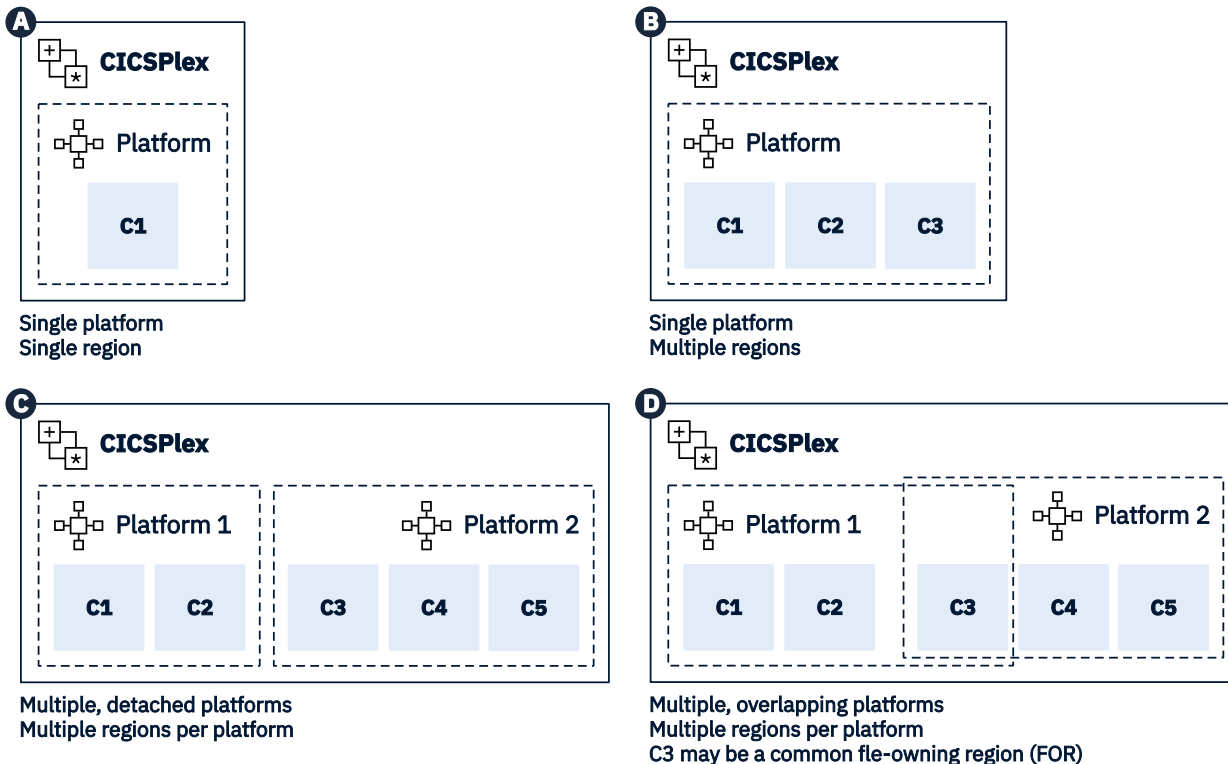 A
CICSPlex
Platform
C1
Single platform
Single region
B
CICSPlex
Platform
C1 C2 C3
Single platform
Multiple regions
C
CICSPlex
Platform 1
C1 C2
Platform 2
C3 C4 C5
Multiple, detached platforms
Multiple regions per platform
D
CICSPlex
Platform 1
Platform 2
C1 C2 C3 C4 C5
Multiple, overlapping platforms
Multiple regions per platform
C3 may be a common fle-owning region (FOR)